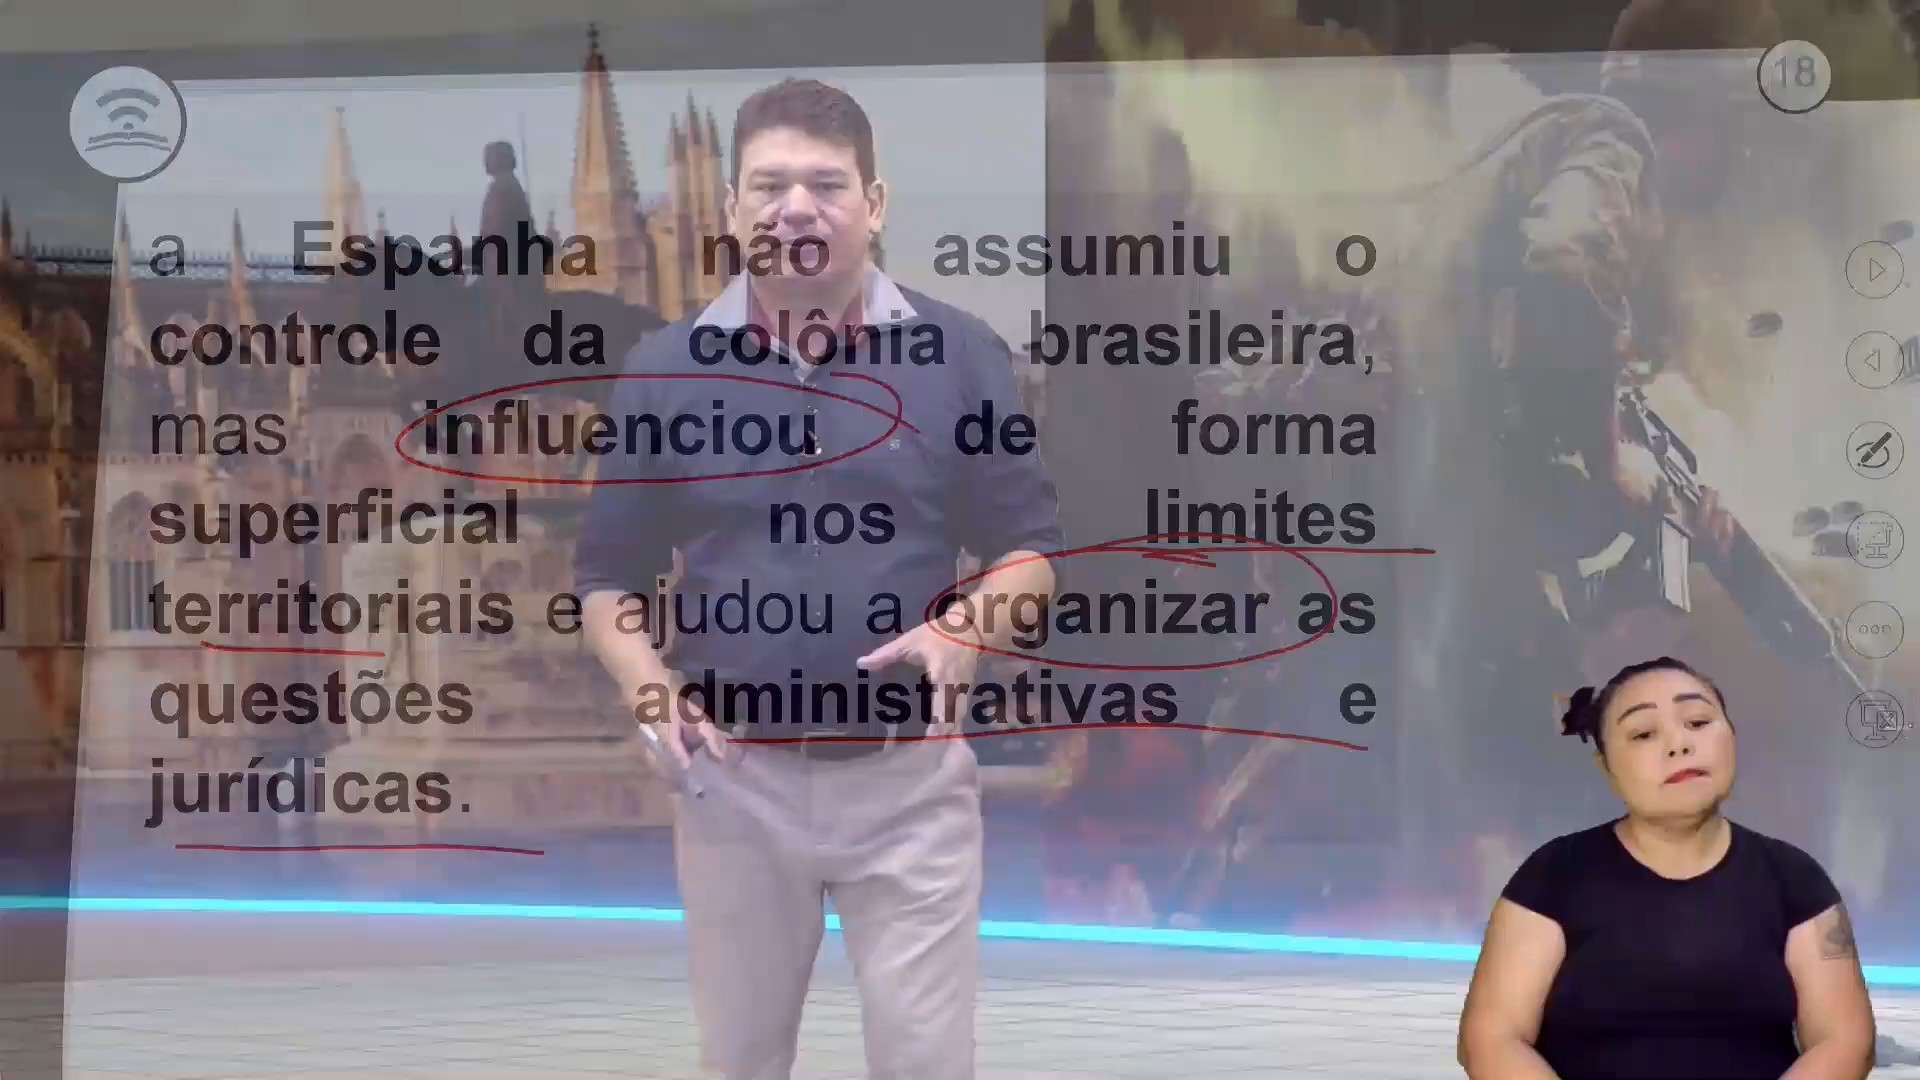 18
a Espanha não assumiu o
controle da colônia brasileira,
mas influenciou de forma
superficial nos limites
territoriais e ajudou a organizar as
questões administrativas e
jurídicas.